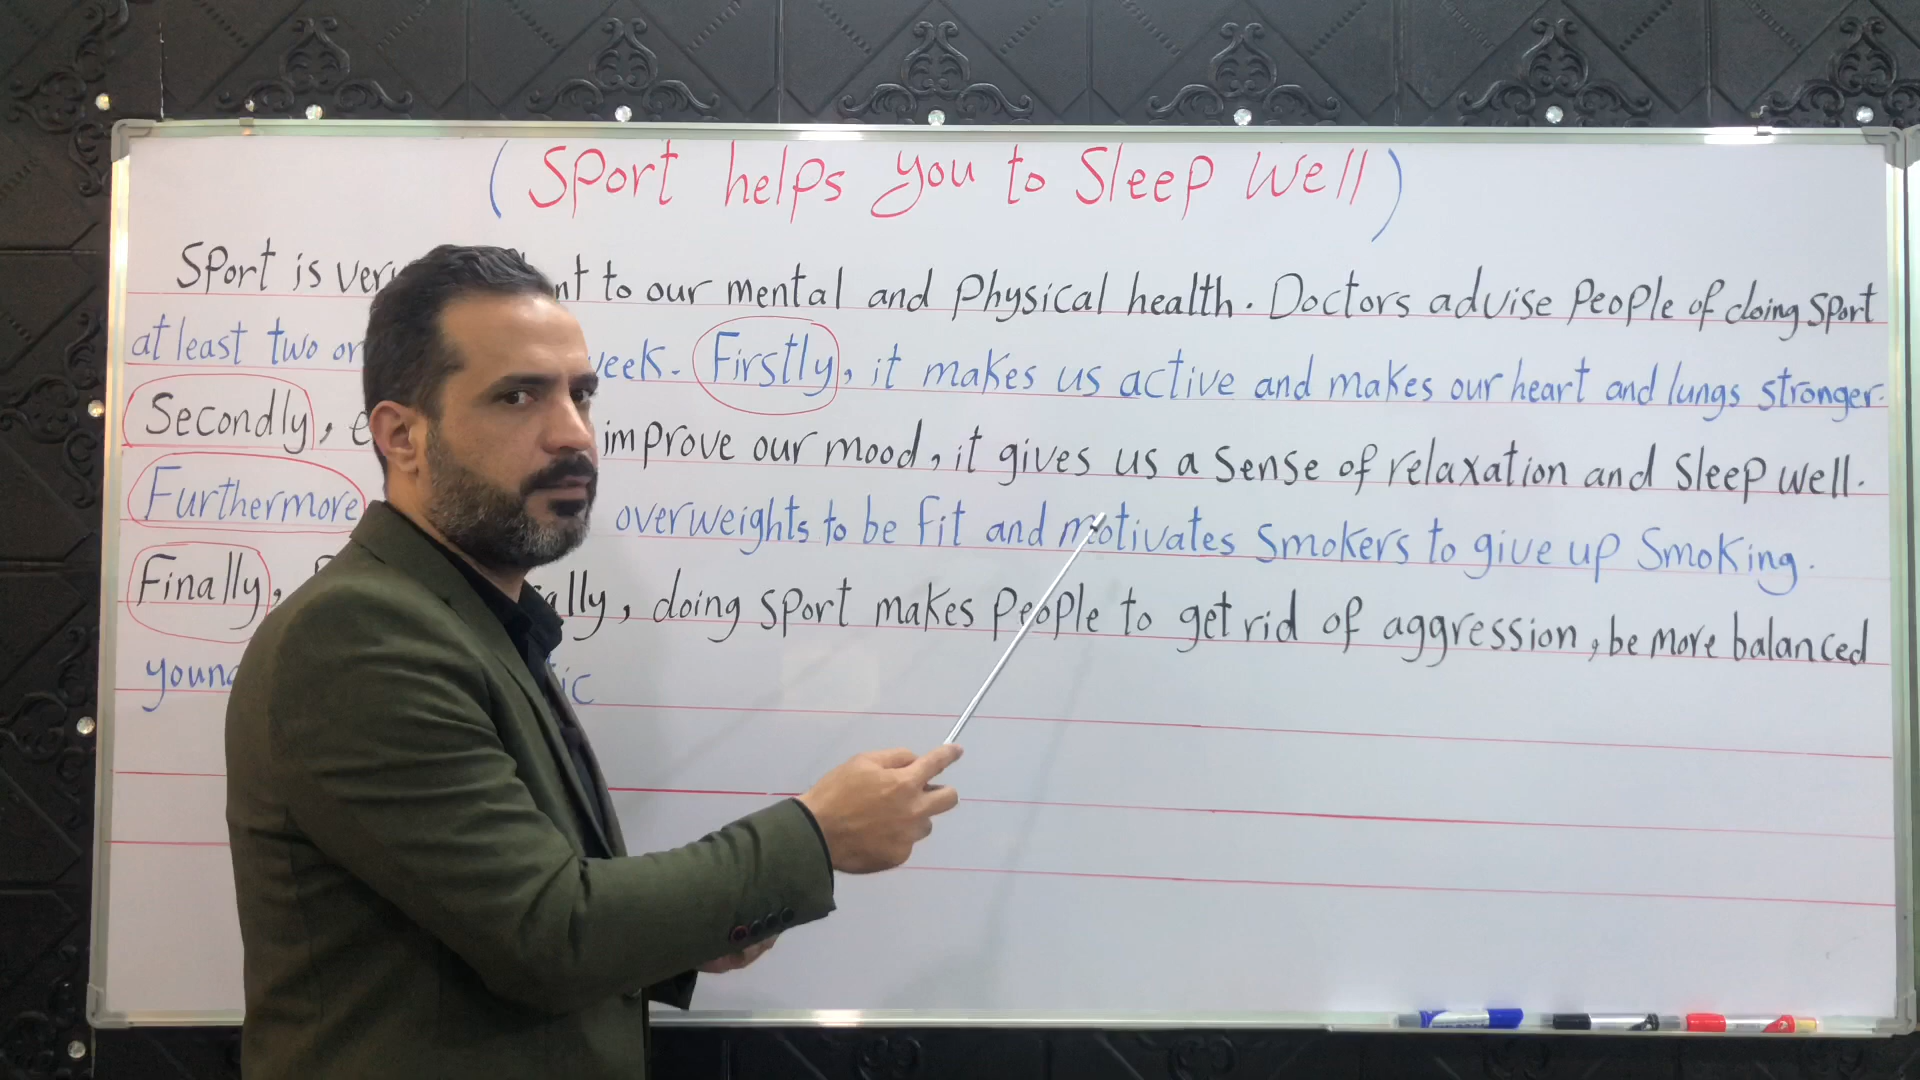 (Sport helps you to Sleep Well)
Sport is very nt to our mental and physical health. Doctors advise people of doing sport
at least two or week. Firstly, it makes us active and makes our heart and lungs stronger.
Secondly, improve our mood, it gives us a sense of relaxation and sleep well.
Furthermore overweights to be fit and motivates smokers to give up smoking.
Finally, ally, doing sport makes people to get rid of aggression, be more balanced
young ic